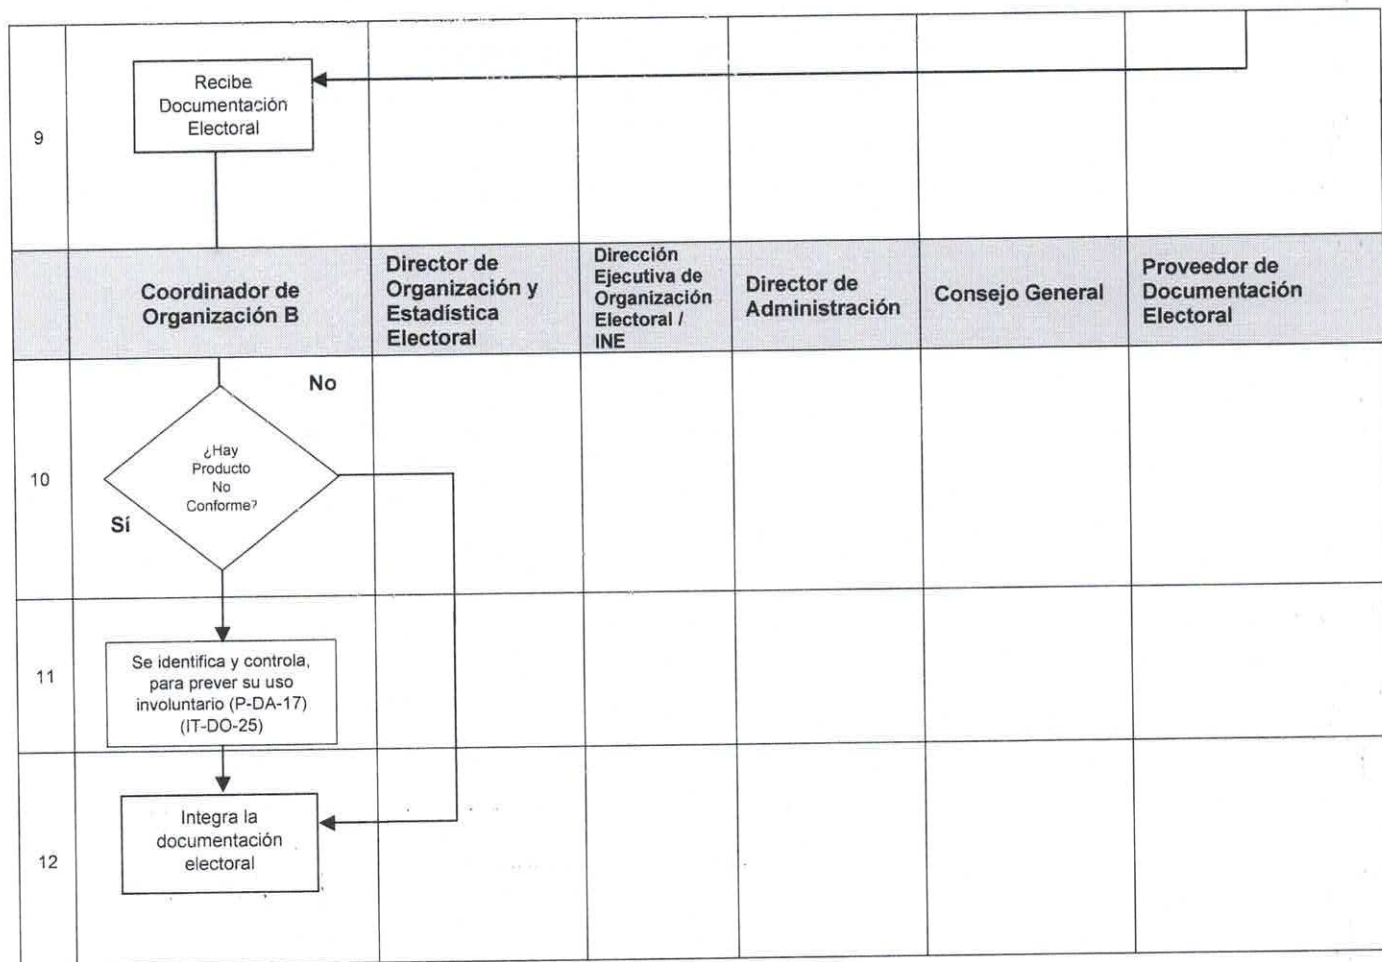 9
Recibe
Documentación
Electoral
Coordinador de
Organización B
Director de
Organización y
Estadística
Electoral
Dirección
Ejecutiva de
Organización
Electoral /
INE
Director de
Administración
Consejo General
Proveedor de
Documentación
Electoral
10
No
¿Hay
Producto
No
Conforme?
Sí
11
Se identifica y controla,
para prever su uso
involuntario (P-DA-17)
(IT-DO-25)
12
Integra la
documentación
electoral